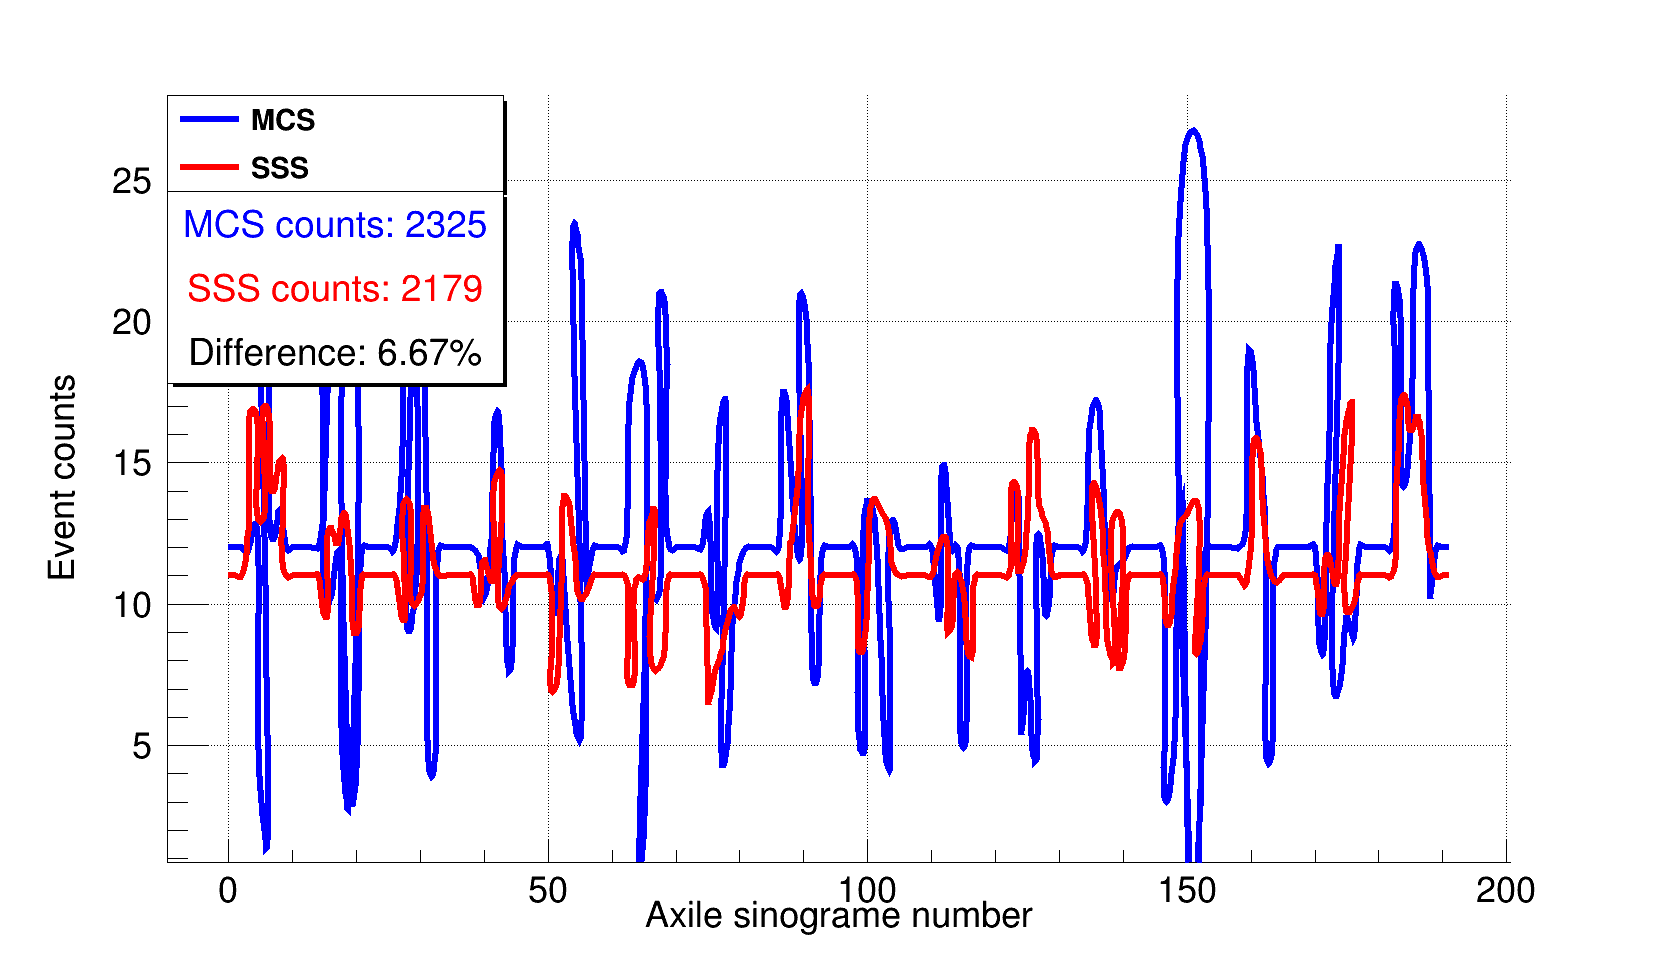 MCS
SSS
MCS counts: 2325
SSS counts: 2179
Difference: 6.67%
25
20
15
10
5
Event counts
0 50 100 150 200
Axile sinograme number